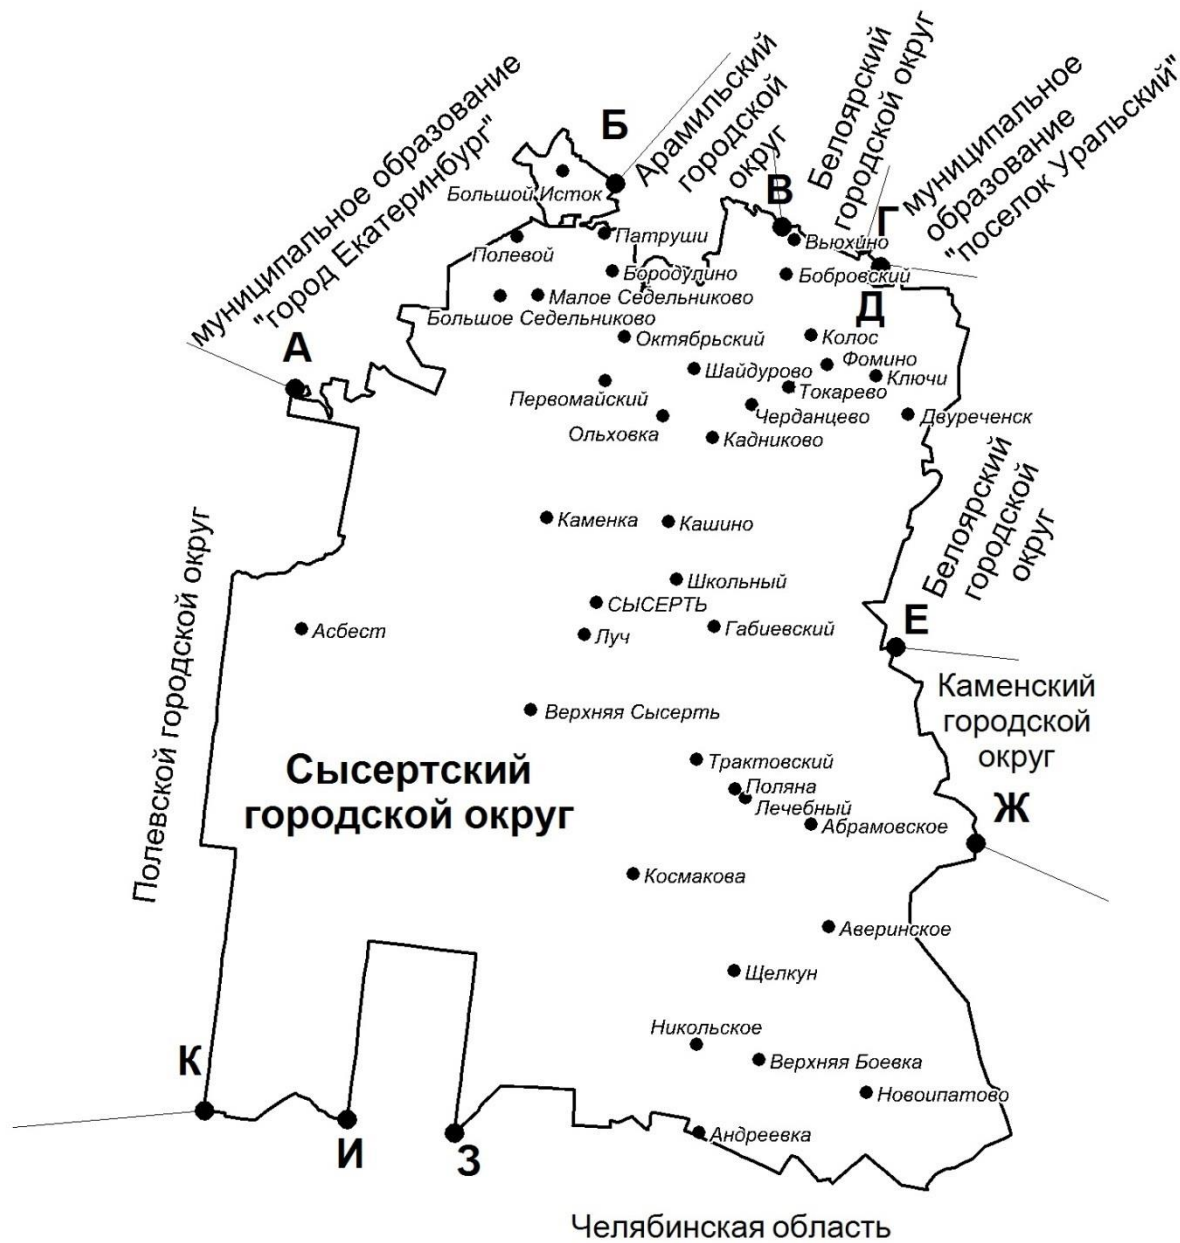 муниципальное образование
"город Екатеринбург"
Б
Арамильский
городской
округ
Белоярский
городской округ
муниципальное
образование
"поселок Уральский"
В
Г
Большой Исток
Патруши
Вьюхино
Полевой
Бородулино
Бобровский
Малое Седельниково
Большое Седельниково
Д
А
Октябрьский
Колос
Фомино
Шайдурово
Ключи
Первомайский
Токарево
Черданцево
Двуреченск
Ольховка
Кадниково
Белоярский
городской
округ
Каменка
Кашино
Полевской городской округ
Школьный
СЫСЕРТЬ
Асбест
Луч
Габиевский
Е
Каменский
городской
округ
Верхняя Сысерть
Сысертский
городской округ
Трактовский
Поляна
Лечебный
Абрамовское
Ж
Космакова
Аверинское
Щелкун
Никольское
Верхняя Боевка
Новоипатово
К
И
З
Андреевка
Челябинская область